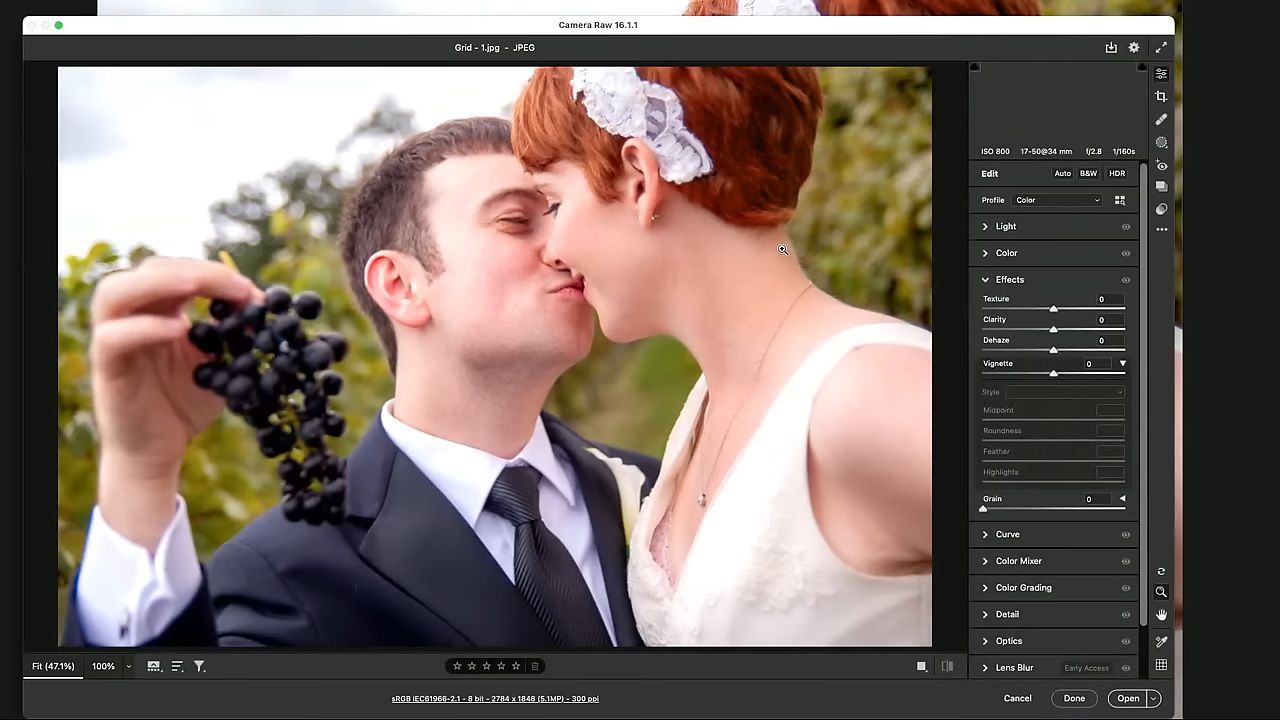 Camera Raw 16.1.1
Grid - 1.jpg - JPEG
ISO 800 17-50@34 mm f/2.8 1/160s
Edit Auto B&W HDR
Profile Color
Light
Color
Effects
Texture 0
Clarity 0
Dehaze 0
Vignette 0
Style
Midpoint
Roundness
Feather
Highlights
Grain 0
Curve
Color Mixer
Color Grading
Detail
Optics
Lens Blur Early Access
Fit (47.1%) 100%
sRGB IEC61966-2.1 - 8 bit - 2784 x 1848 (5.1MP) - 300 ppi
Cancel Done Open